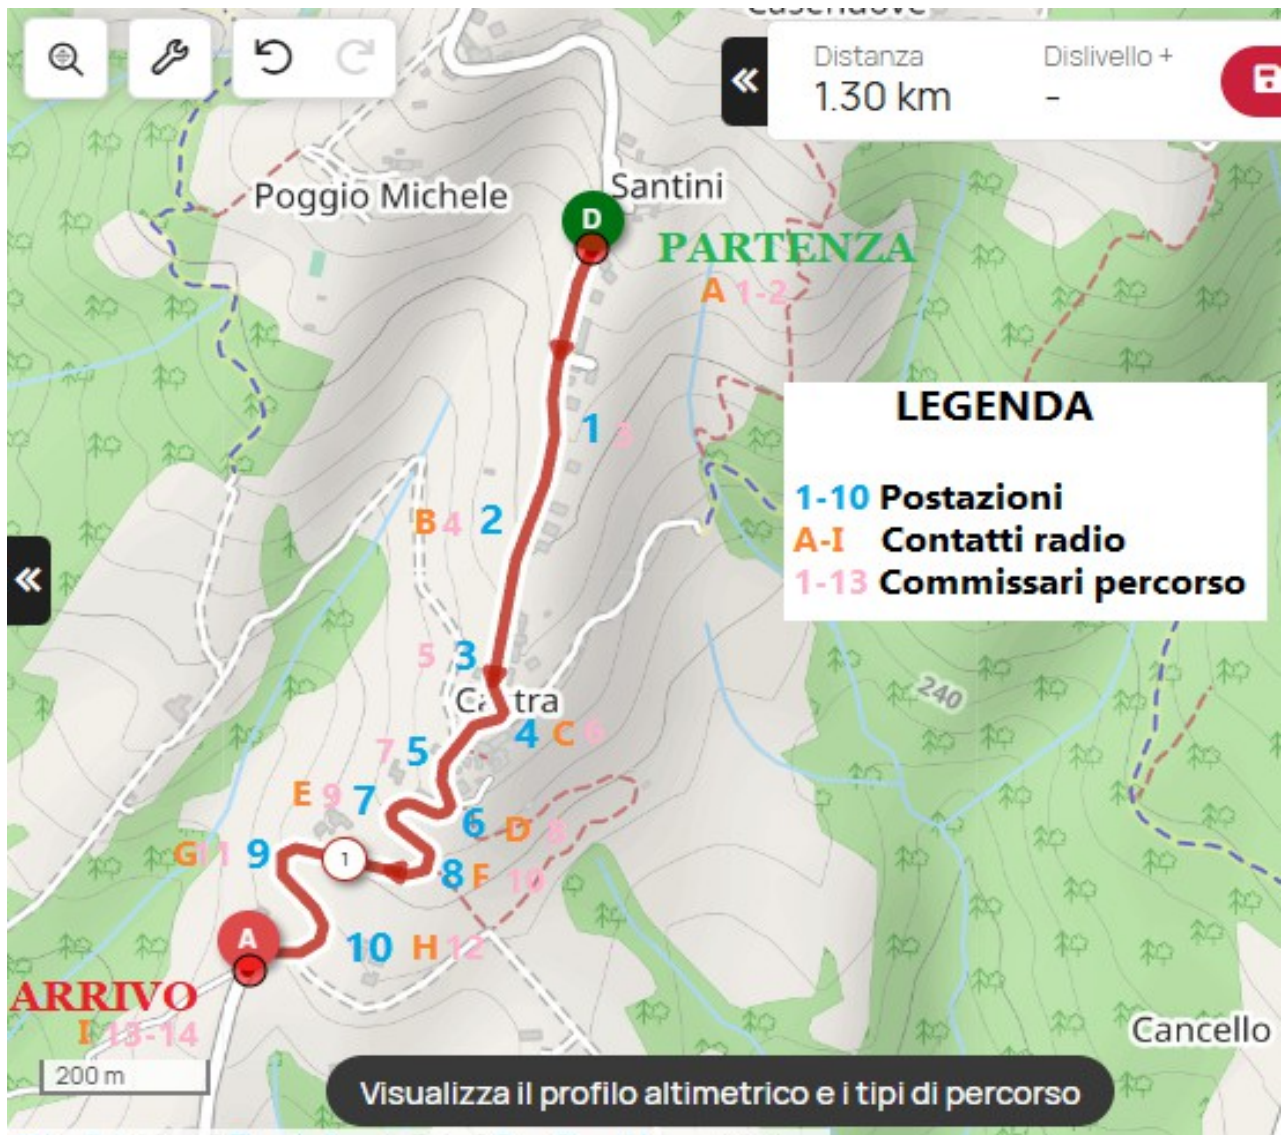 Distanza
Dislivello +
1.30 km
-
Poggio Michele
Santini
D
PARTENZA
A 1-2
LEGENDA
1 3
1-10 Postazioni
B 4 2
A-I Contatti radio
1-13 Commissari percorso
5 3
240
4 C 6
7 5
E 9 7
6 D 8
G 11 9
1
8 F 10
A
10 H 12
ARRIVO
I 13-14
Cancello
200 m
Visualizza il profilo altimetrico e i tipi di percorso